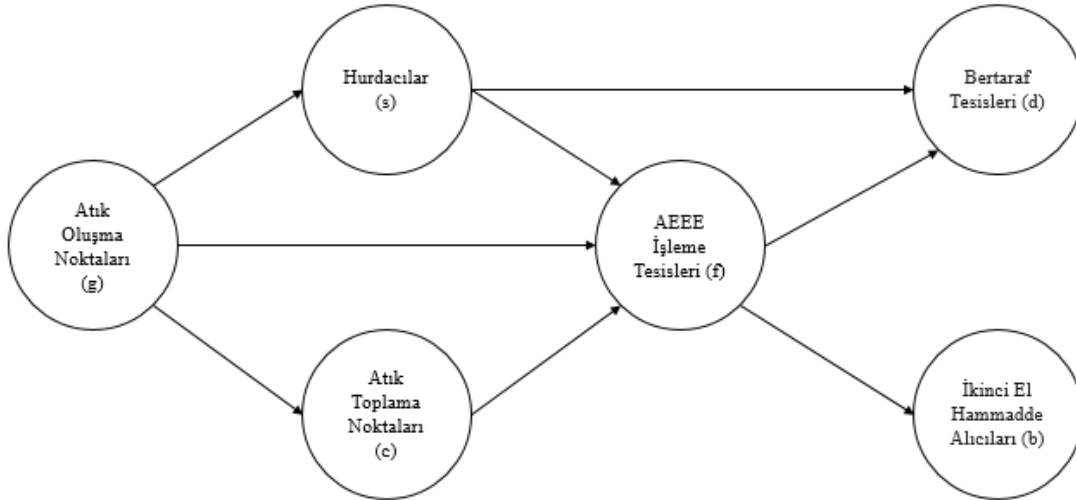 Hurdacılar
(s)
Bertaraf
Tesisleri (d)
Atık
Oluşma
Noktaları
(g)
AEEE
İşleme
Tesisleri (f)
Atık
Toplama
Noktaları
(c)
İkinci El
Hammadde
Alıcıları (b)